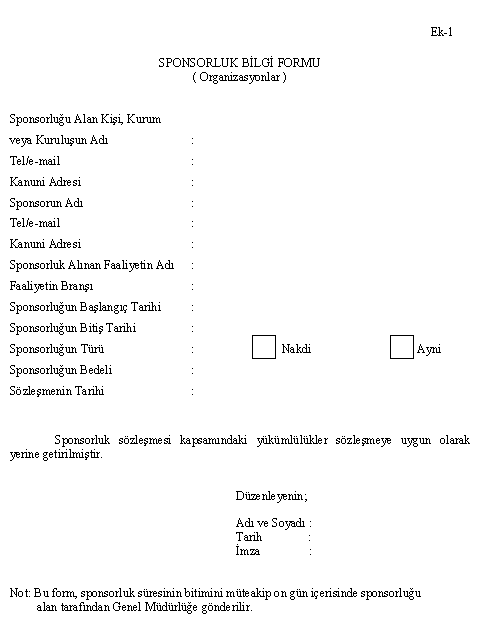 Ek-1
SPONSORLUK BİLGİ FORMU
( Organizasyonlar )
Sponsorluğu Alan Kişi, Kurum
veya Kuruluşun Adı :
Tel/e-mail :
Kanuni Adresi :
Sponsorun Adı :
Tel/e-mail :
Kanuni Adresi :
Sponsorluk Alınan Faaliyetin Adı :
Faaliyetin Branşı :
Sponsorluğun Başlangıç Tarihi :
Sponsorluğun Bitiş Tarihi :
Sponsorluğun Türü : Nakdi Ayni
Sponsorluğun Bedeli :
Sözleşmenin Tarihi :
Sponsorluk sözleşmesi kapsamındaki yükümlülükler sözleşmeye uygun olarak
yerine getirilmiştir.
Düzenleyenin;
Adı ve Soyadı :
Tarih :
İmza :
Not: Bu form, sponsorluk süresinin bitimini müteakip on gün içerisinde sponsorluğu
alan tarafından Genel Müdürlüğe gönderilir.